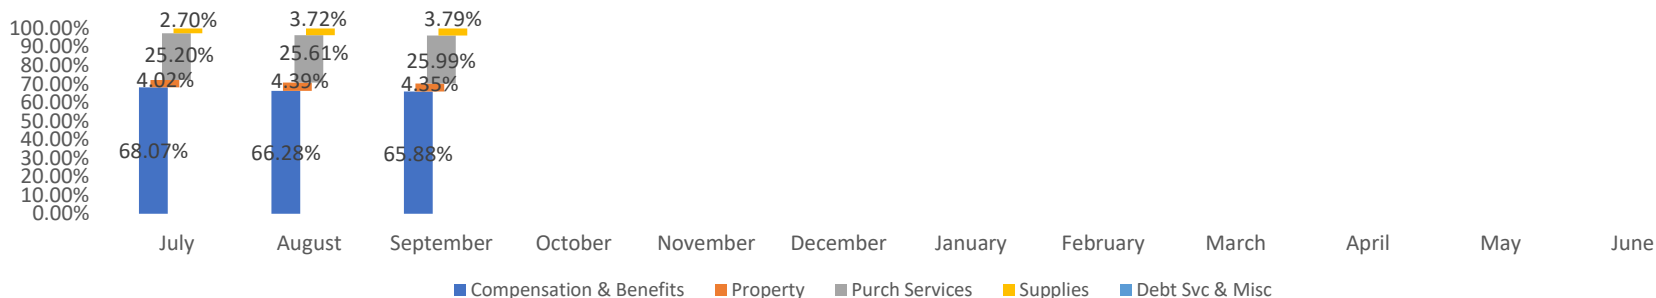 2.70% 3.72% 3.79%
100.00%
90.00%
25.20% 25.61% 25.99%
80.00%
70.00%
4.02% 4.39% 4.35%
60.00%
50.00%
40.00%
68.07% 66.28% 65.88%
30.00%
20.00%
10.00%
0.00%
July August September October November December January February March April May June
Compensation & Benefits Property Purch Services Supplies Debt Svc & Misc